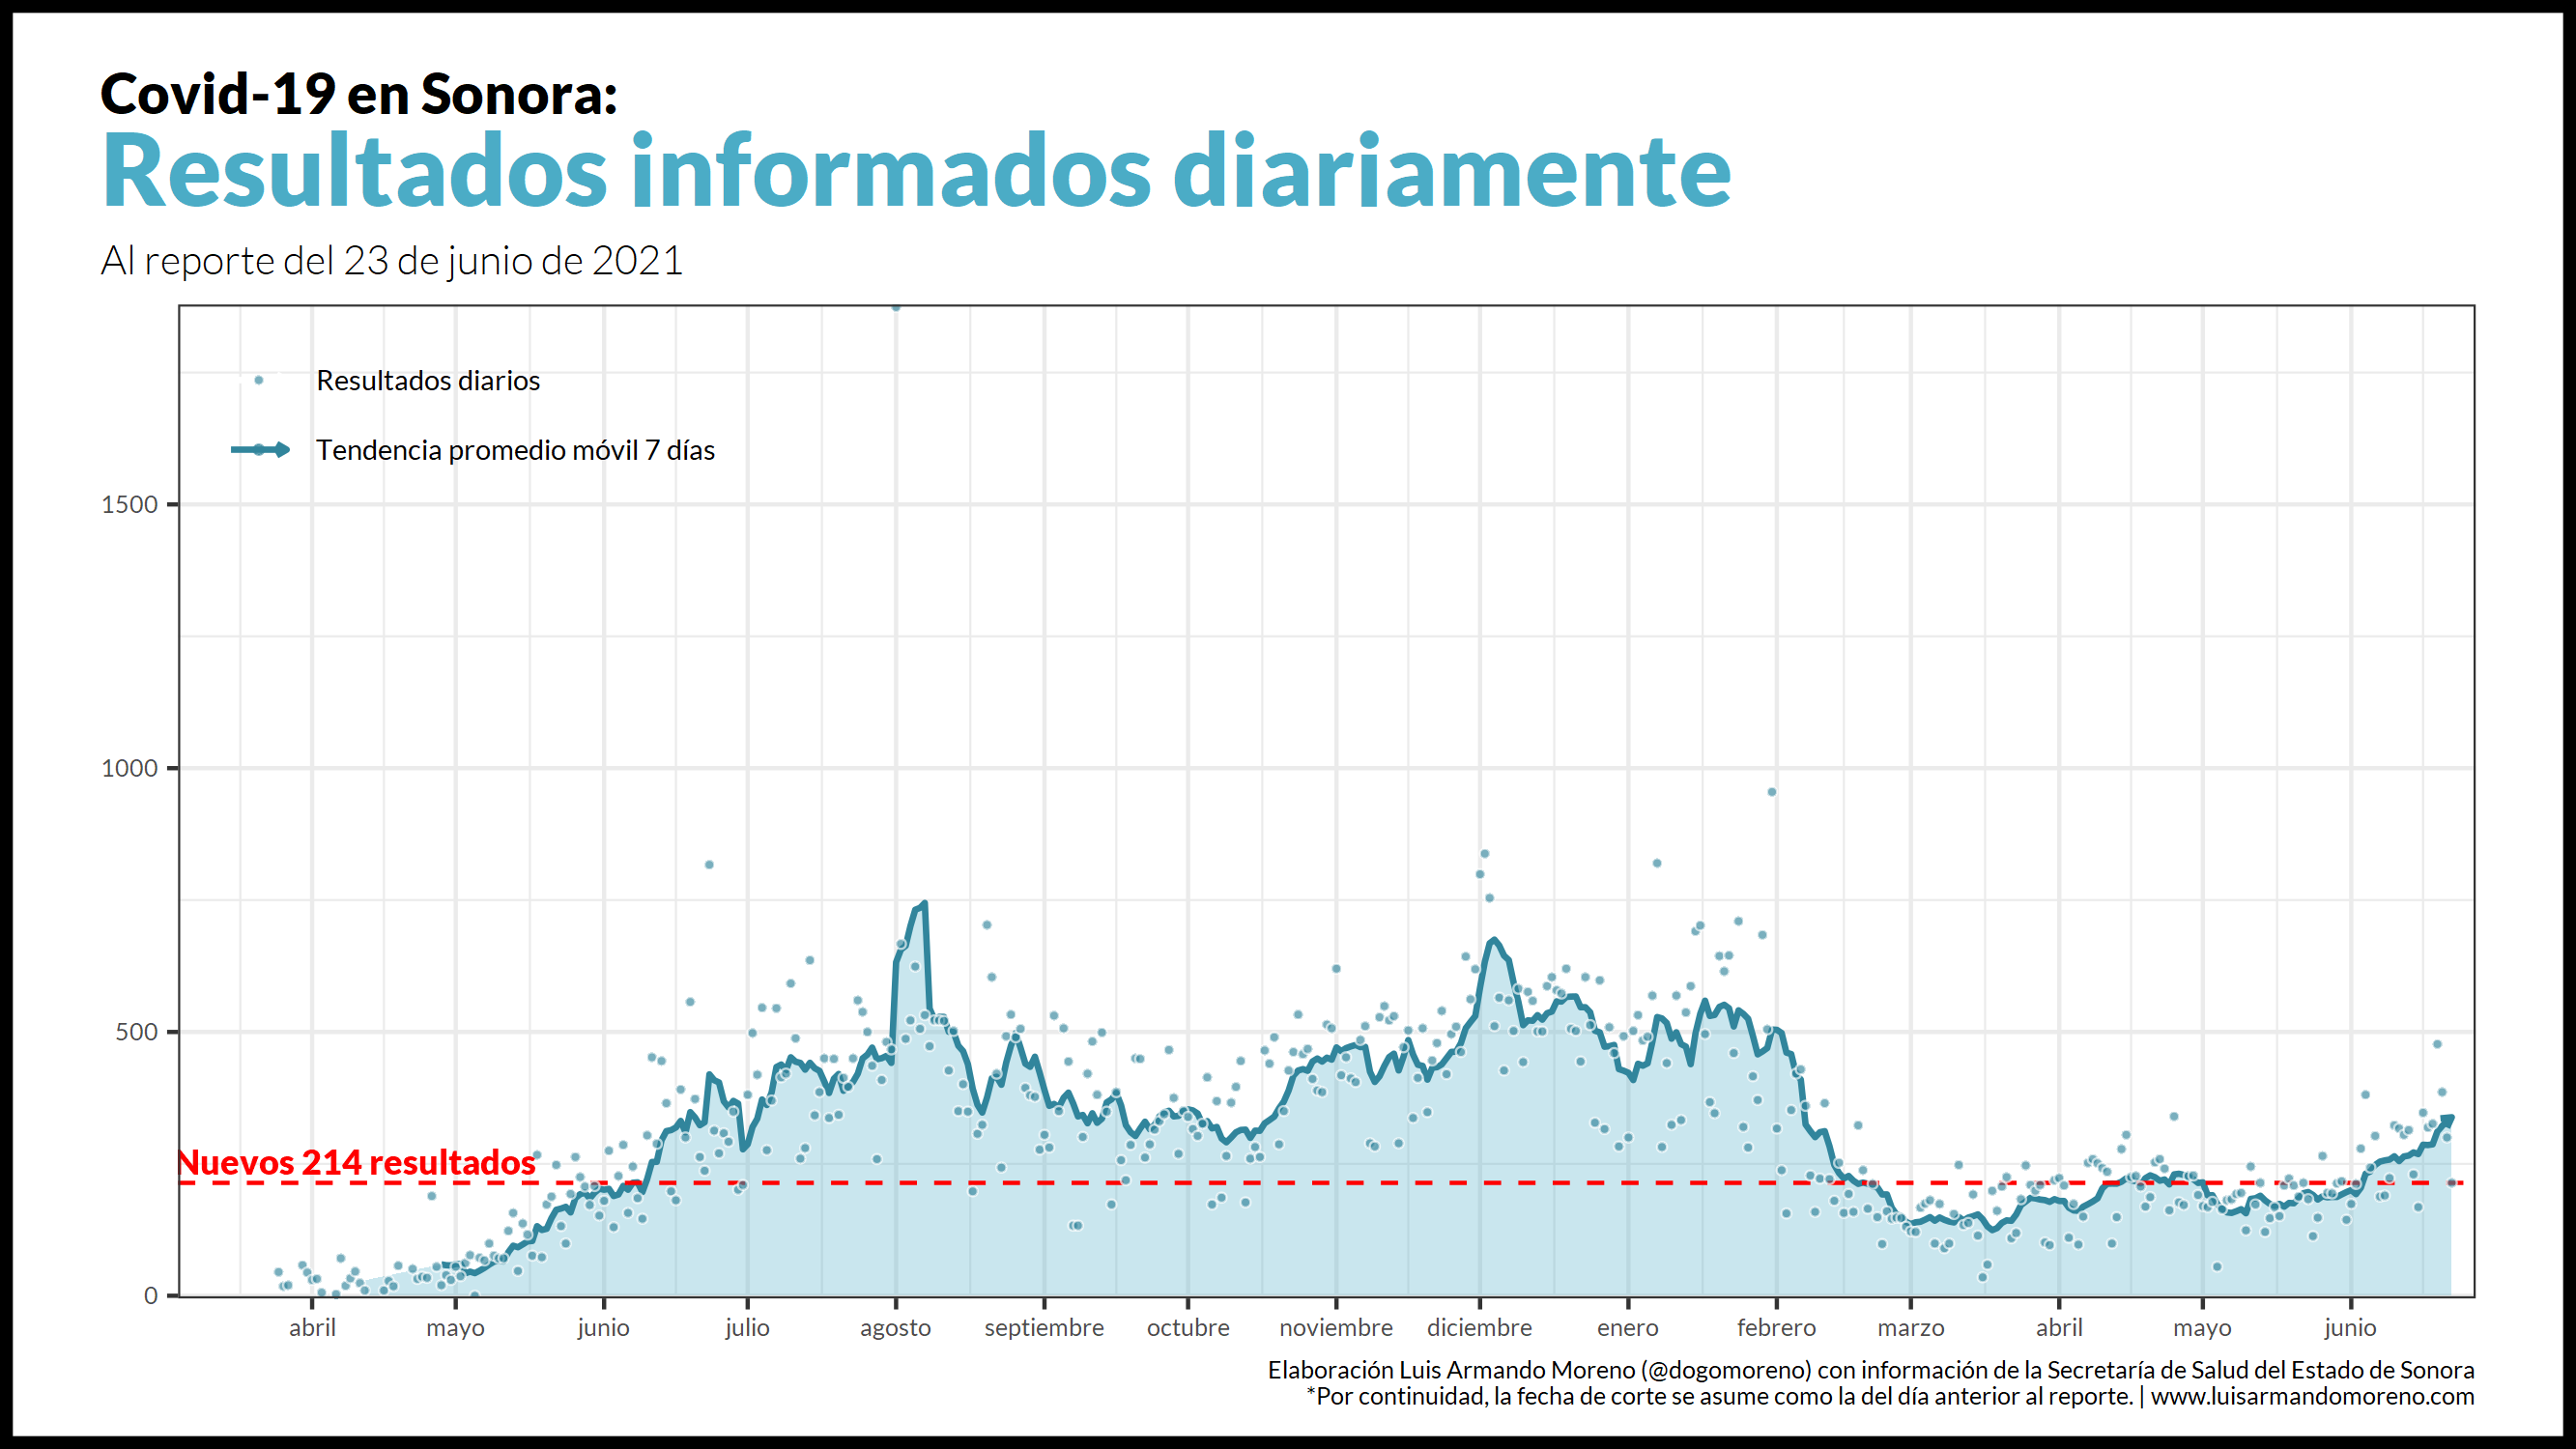 Covid-19 en Sonora:
Resultados informados diariamente
Al reporte del 23 de junio de 2021
Resultados diarios
Tendencia promedio móvil 7 días
1500
1000
500
Nuevos 214 resultados
0
abril mayo junio julio agosto septiembre octubre noviembre diciembre enero febrero marzo abril mayo junio
Elaboración Luis Armando Moreno (@dogomoreno) con información de la Secretaría de Salud del Estado de Sonora
*Por continuidad, la fecha de corte se asume como la del día anterior al reporte. | www.luisarmandomoreno.com